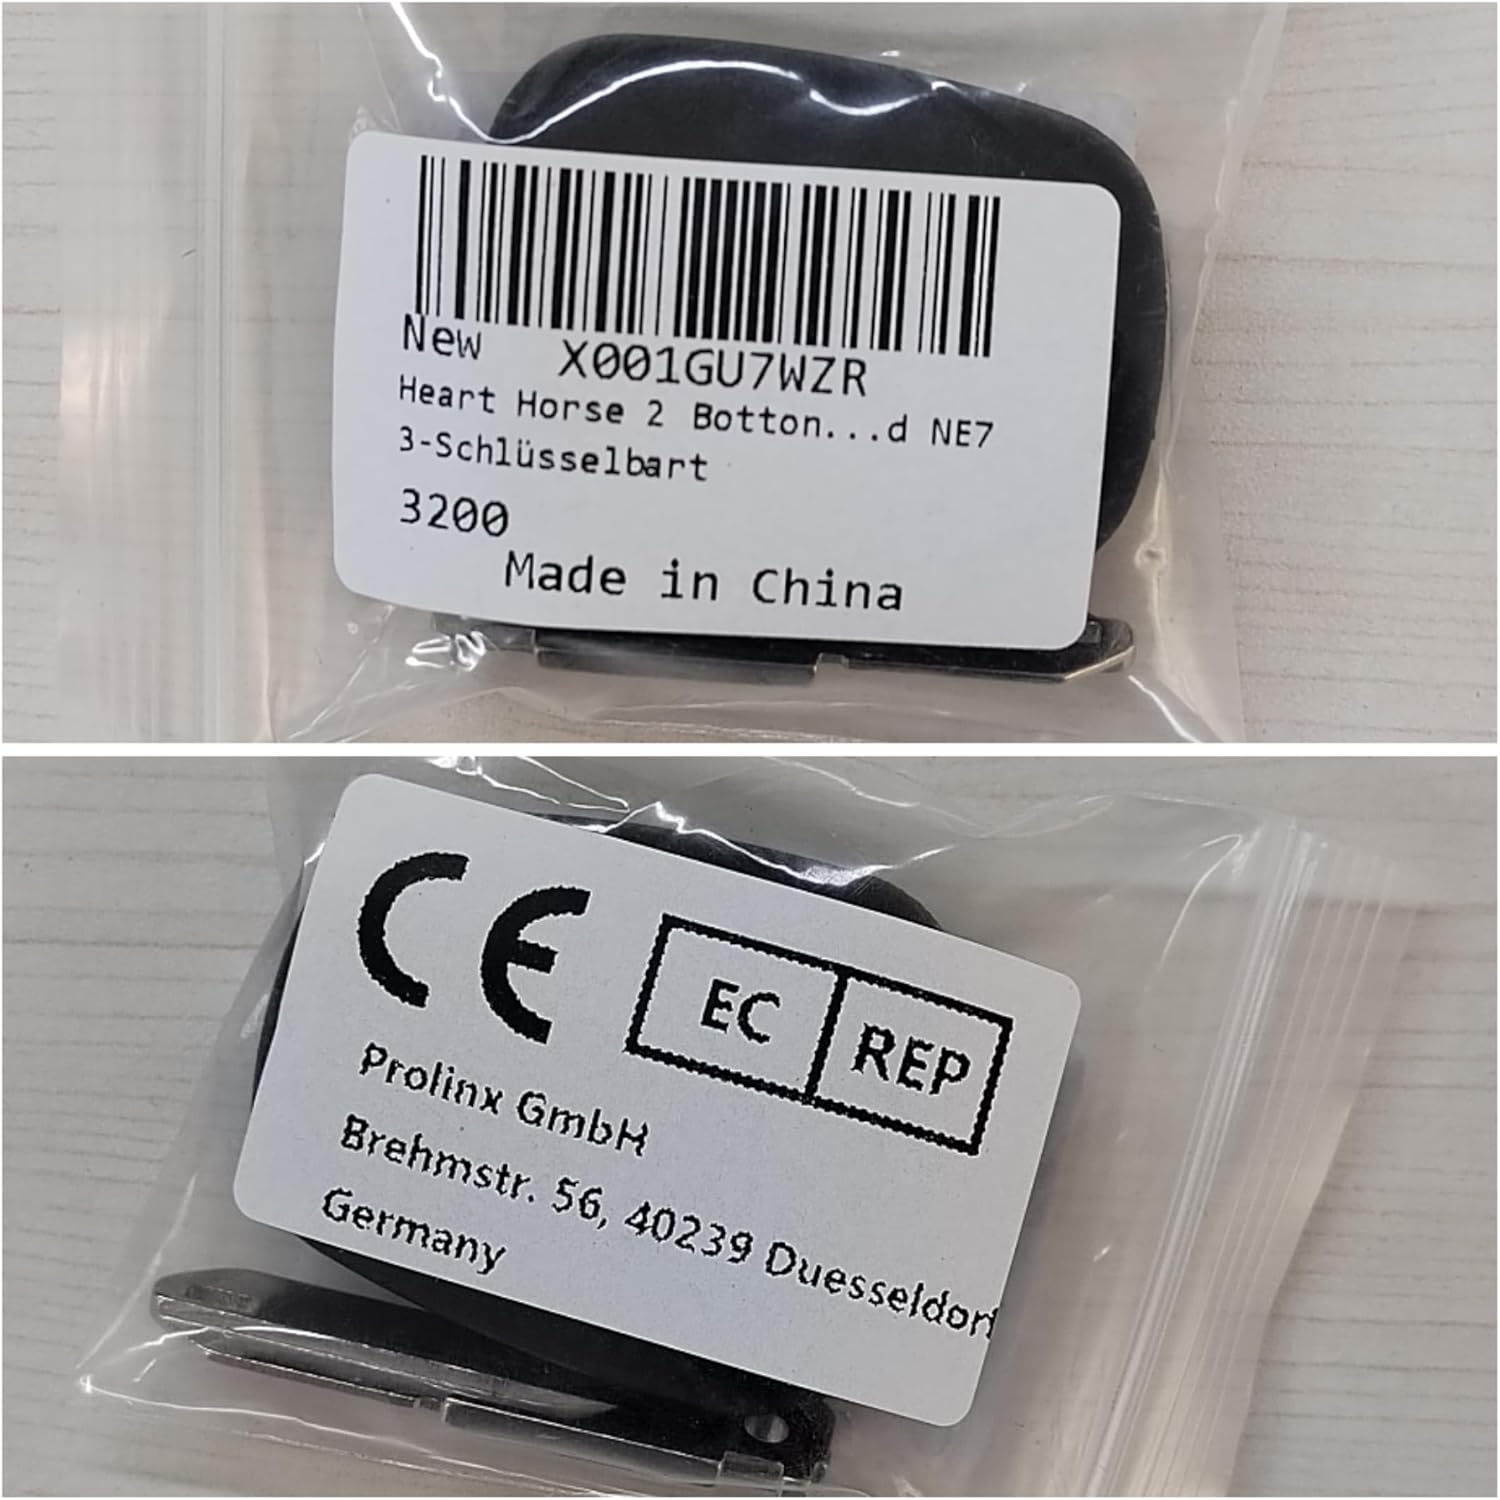 New X001GU7WZR
Heart Horse 2 Botton...d NE7
3-Schlüsselbart
3200
Made in China
CE
EC REP
Prolinx GmbH
Brehmstr. 56, 40239 Duesseldorf
Germany